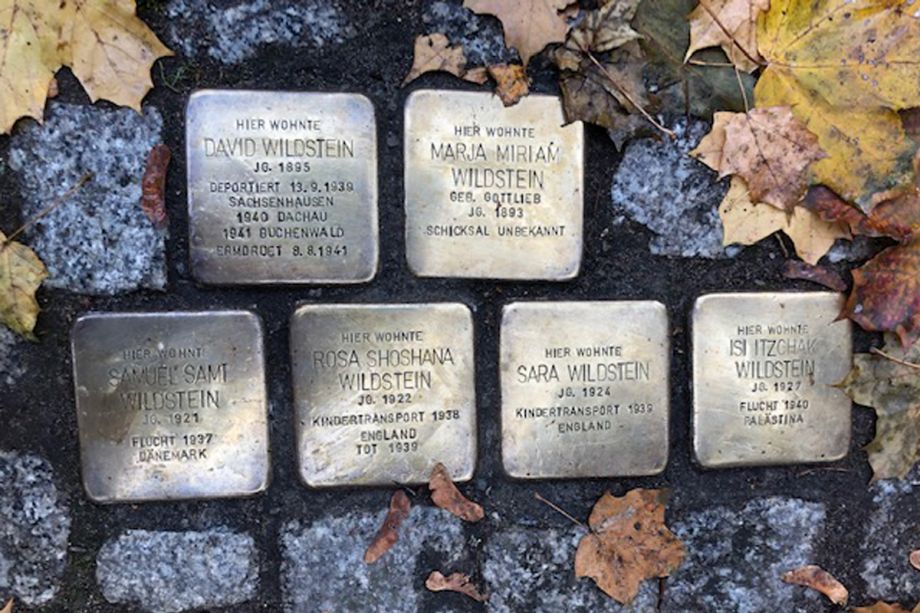 HIER WOHNTE
DAVID WILDSTEIN
JG. 1895
DEPORTIERT 13.9.1939
SACHSENHAUSEN
1940 DACHAU
1941 BUCHENWALD
ERMORDET 8.8.1941
HIER WOHNTE
MARJA MIRIAM
WILDSTEIN
GEB. GOTTLIEB
JG. 1893
SCHICKSAL UNBEKANNT
HIER WOHNTE
SAMUEL SAMI
WILDSTEIN
JG. 1921
FLUCHT 1937
DÄNEMARK
HIER WOHNTE
ROSA SHOSHANA
WILDSTEIN
JG. 1922
KINDERTRANSPORT 1938
ENGLAND
TOT 1939
HIER WOHNTE
SARA WILDSTEIN
JG. 1924
KINDERTRANSPORT 1939
ENGLAND
HIER WOHNTE
ISI ITZCHAK
WILDSTEIN
JG. 1927
FLUCHT 1940
PALÄSTINA